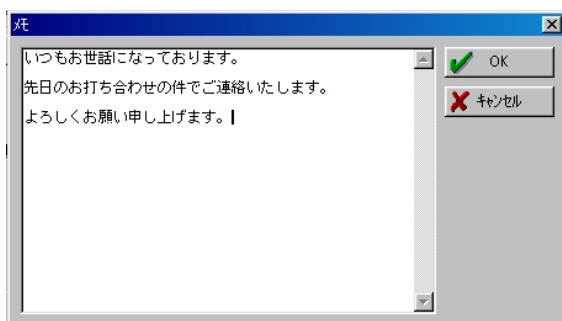 ﾒﾓ
いつもお世話になっております。
先日のお打ち合わせの件でご連絡いたします。
よろしくお願い申し上げます。
OK
ｷｬﾝｾﾙ